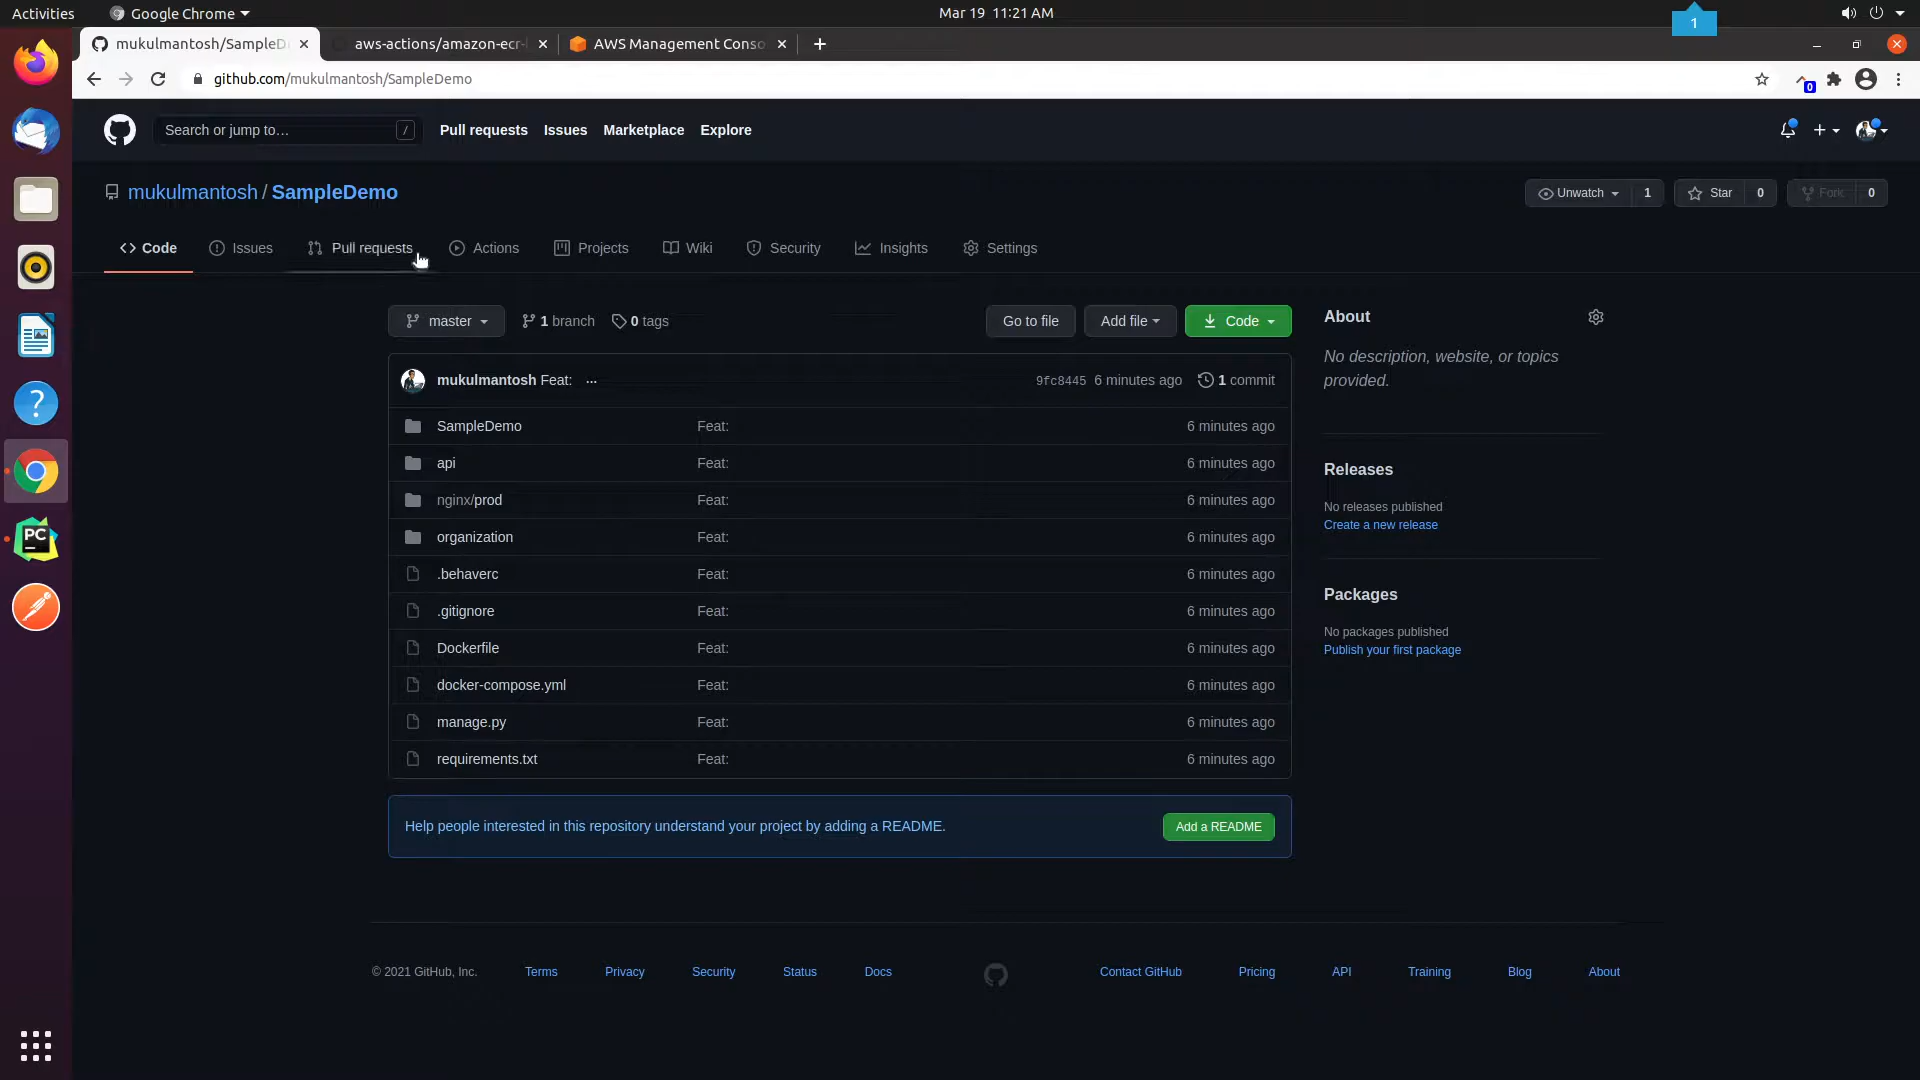 Activities
Google Chrome
Mar 19 11:21 AM
1
mukulmantosh/SampleD
aws-actions/amazon-ecr-
AWS Management Conso
github.com/mukulmantosh/SampleDemo
0
Search or jump to…
/
Pull requests
Issues
Marketplace
Explore
mukulmantosh / SampleDemo
Unwatch 1
Star 0
Fork 0
Code
Issues
Pull requests
Actions
Projects
Wiki
Security
Insights
Settings
master
1 branch
0 tags
Go to file
Add file
Code
mukulmantosh Feat: ...
9fc8445 6 minutes ago
1 commit
SampleDemo Feat: 6 minutes ago
api Feat: 6 minutes ago
nginx/prod Feat: 6 minutes ago
organization Feat: 6 minutes ago
.behaverc Feat: 6 minutes ago
.gitignore Feat: 6 minutes ago
Dockerfile Feat: 6 minutes ago
docker-compose.yml Feat: 6 minutes ago
manage.py Feat: 6 minutes ago
requirements.txt Feat: 6 minutes ago
Help people interested in this repository understand your project by adding a README.
Add a README
About
No description, website, or topics
provided.
Releases
No releases published
Create a new release
Packages
No packages published
Publish your first package
PC
© 2021 GitHub, Inc.
Terms
Privacy
Security
Status
Docs
Contact GitHub
Pricing
API
Training
Blog
About